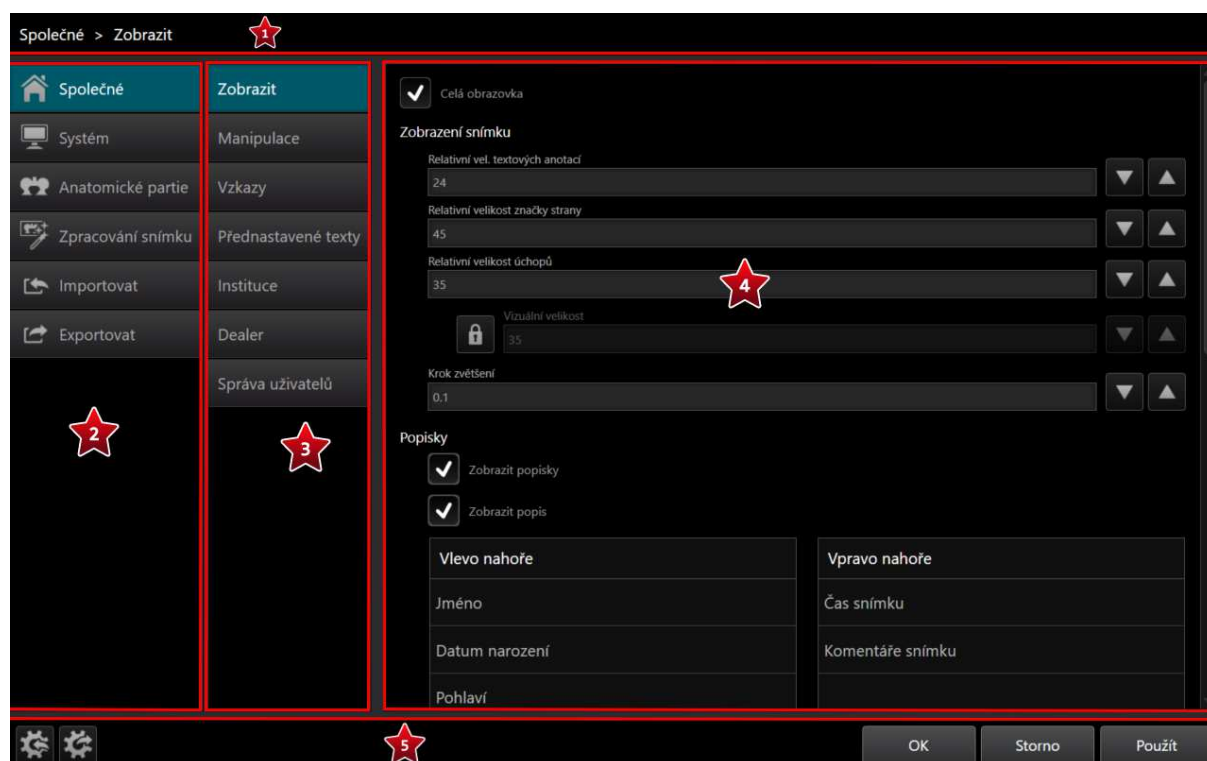 Společné > Zobrazit
1
Společné
Systém
Anatomické partie
Zpracování snímku
Importovat
Exportovat
2
Zobrazit
Manipulace
Vzkazy
Přednastavené texty
Instituce
Dealer
Správa uživatelů
3
Celá obrazovka
Zobrazení snímku
Relativní vel. textových anotací
24
Relativní velikost značky strany
45
Relativní velikost úchopů
35
4
Vizuální velikost
35
Krok zvětšení
0.1
Popisky
Zobrazit popisky
Zobrazit popis
Vlevo nahoře
Jméno
Datum narození
Pohlaví
Vpravo nahoře
Čas snímku
Komentáře snímku
5
OK
Storno
Použít